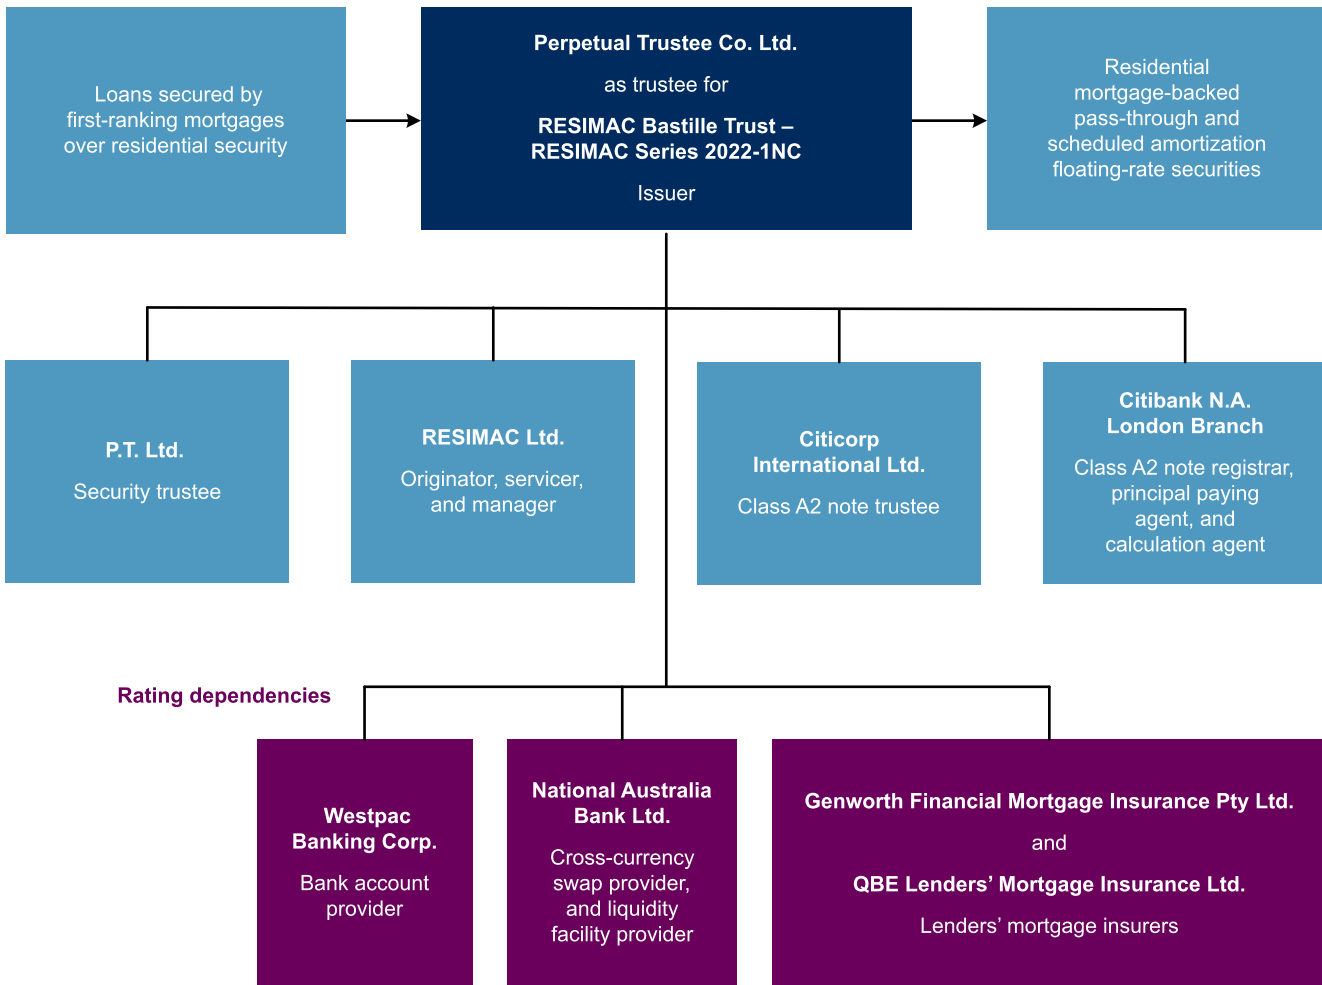 Loans secured by
first-ranking mortgages
over residential security
Perpetual Trustee Co. Ltd.
as trustee for
RESIMAC Bastille Trust –
RESIMAC Series 2022-1NC
Issuer
Residential
mortgage-backed
pass-through and
scheduled amortization
floating-rate securities
P.T. Ltd.
Security trustee
RESIMAC Ltd.
Originator, servicer,
and manager
Citicorp
International Ltd.
Class A2 note trustee
Citibank N.A.
London Branch
Class A2 note registrar,
principal paying
agent, and
calculation agent
Rating dependencies
Westpac
Banking Corp.
Bank account
provider
National Australia
Bank Ltd.
Cross-currency
swap provider,
and liquidity
facility provider
Genworth Financial Mortgage Insurance Pty Ltd.
and
QBE Lenders’ Mortgage Insurance Ltd.
Lenders’ mortgage insurers